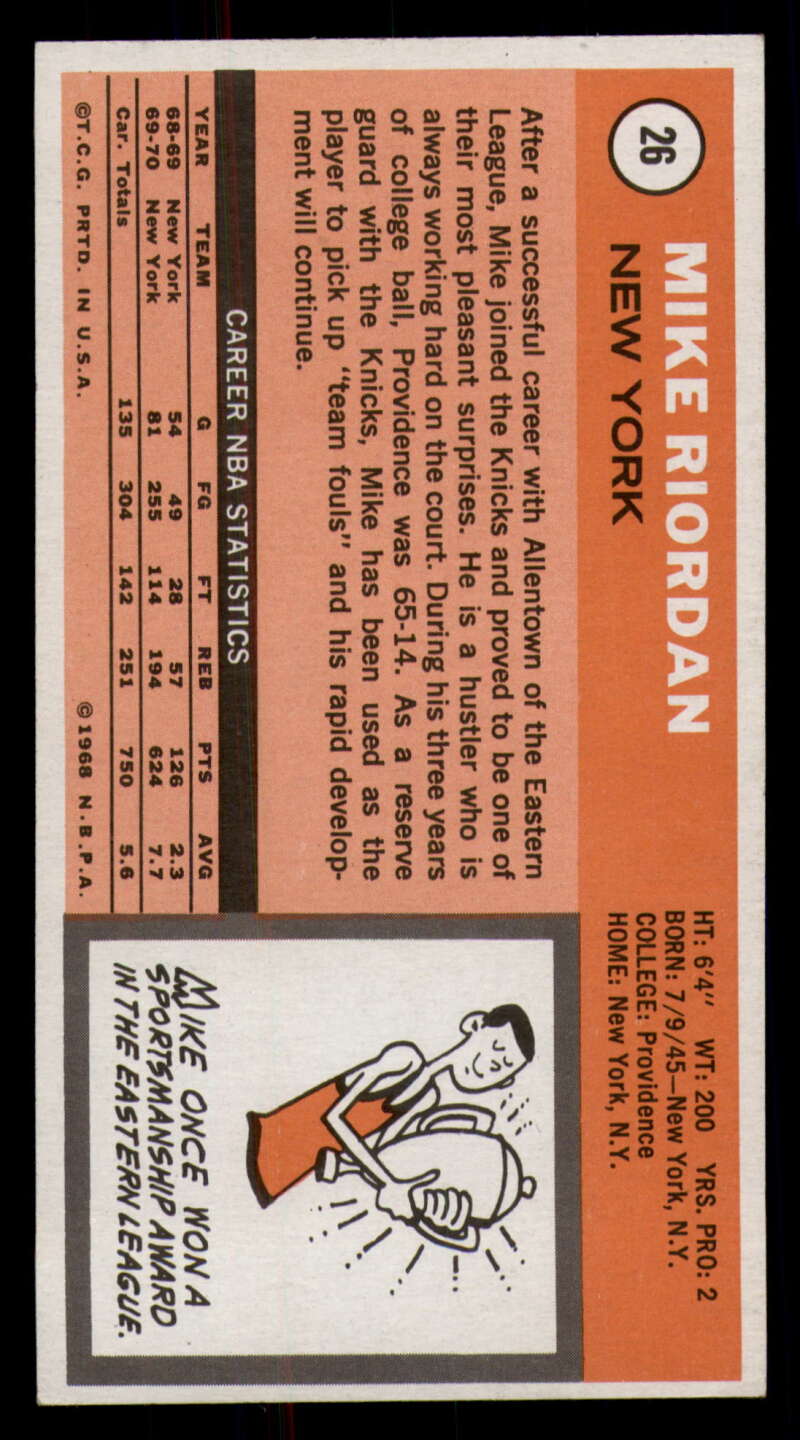 26
MIKE RIORDAN
NEW YORK
HT: 6'4" WT: 200 YRS. PRO: 2
BORN: 7/9/45—New York, N.Y.
COLLEGE: Providence
HOME: New York, N.Y.
After a successful career with Allentown of the Eastern
League, Mike joined the Knicks and proved to be one of
their most pleasant surprises. He is a hustler who is
always working hard on the court. During his three years
of college ball, Providence was 65-14. As a reserve
guard with the Knicks, Mike has been used as the
player to pick up "team fouls" and his rapid develop-
ment will continue.
CAREER NBA STATISTICS
YEAR TEAM G FG FT REB PTS AVG
68-69 New York 54 49 28 57 126 2.3
69-70 New York 81 255 114 194 624 7.7
Car. Totals 135 304 142 251 750 5.6
©T.C.G. PRTD. IN U.S.A. ©1968 N.B.P.A.
MIKE ONCE WON A
SPORTSMANSHIP AWARD
IN THE EASTERN LEAGUE.